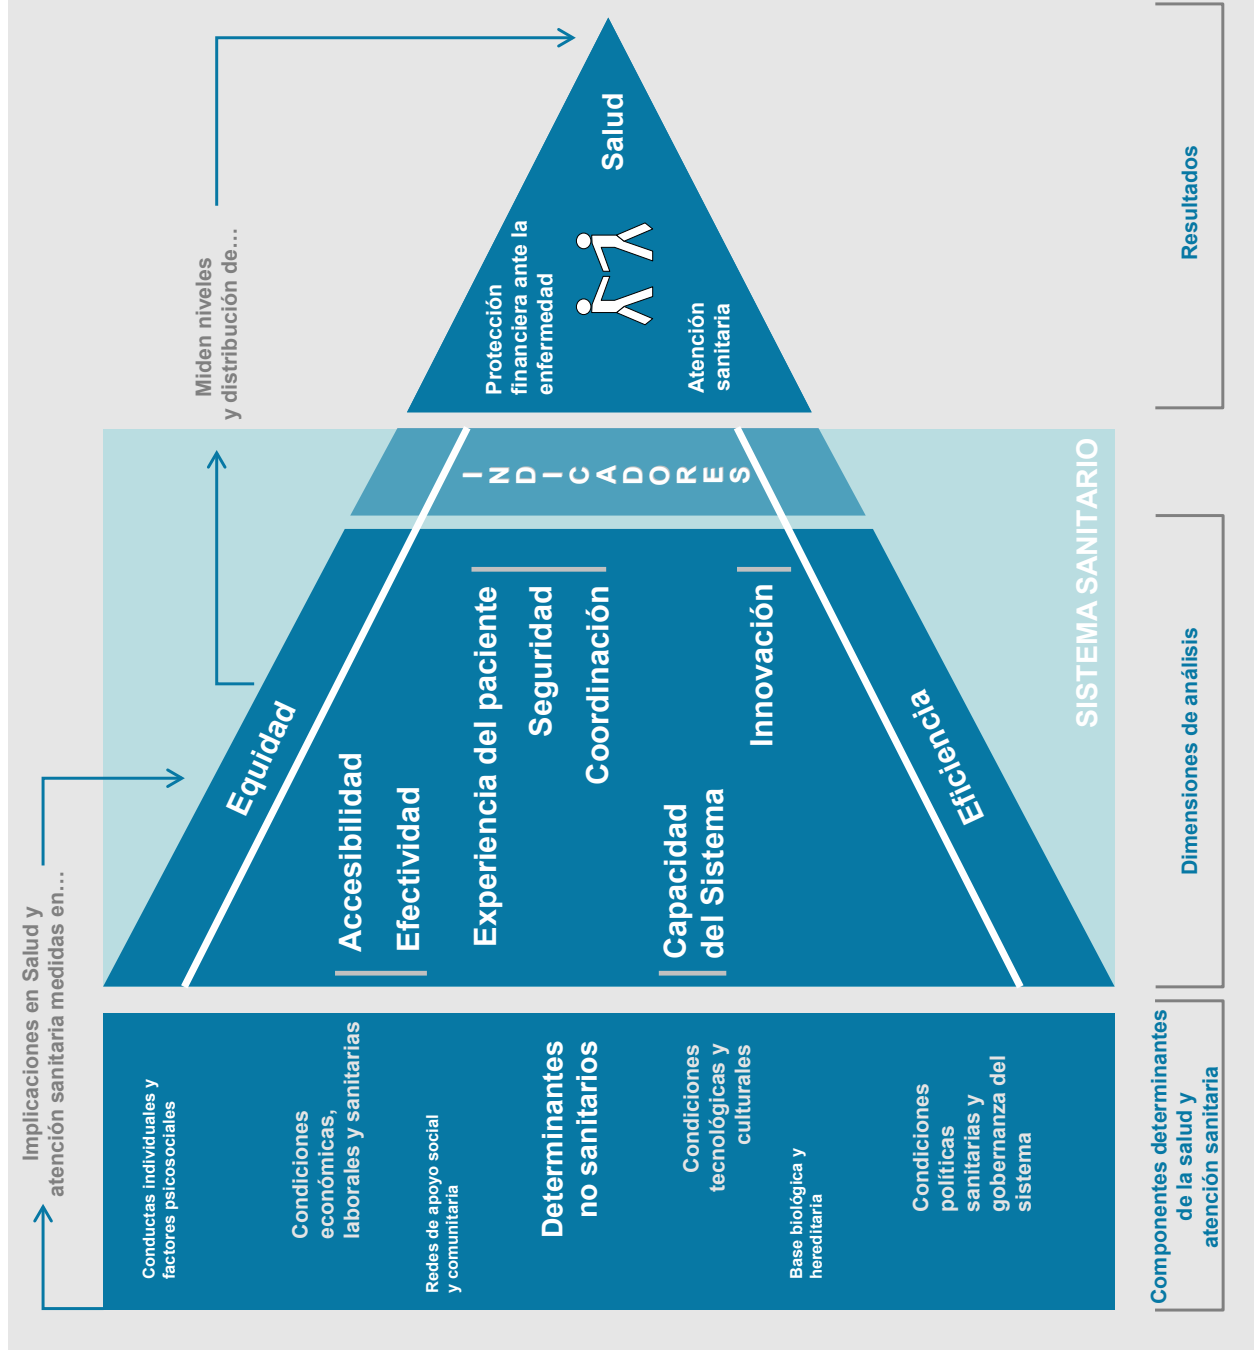 Implicaciones en Salud y
atención sanitaria medidas en…
Miden niveles
y distribución de…
Conductas individuales y
factores psicosociales
Condiciones
económicas,
laborales y sanitarias
Redes de apoyo social
y comunitaria
Determinantes
no sanitarios
Condiciones
tecnológicas y
culturales
Base biológica y
hereditaria
Condiciones
políticas
sanitarias y
gobernanza del
sistema
Equidad
Accesibilidad
Efectividad
Experiencia del paciente
Seguridad
Coordinación
Capacidad
del Sistema
Innovación
Eficiencia
SISTEMA SANITARIO
INDICADORES
Protección
financiera ante la
enfermedad
Salud
Atención
sanitaria
Componentes determinantes
de la salud y
atención sanitaria
Dimensiones de análisis
Resultados